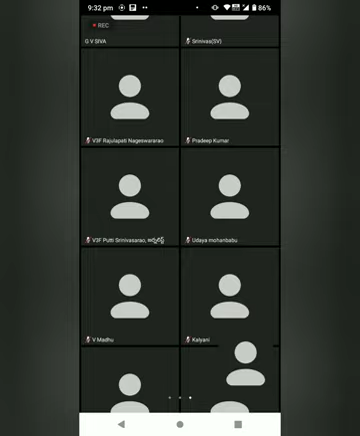 9:32 pm
86%
REC
G V SIVA
Srinivas(SV)
V3F Rajulapati Nageswararao
Pradeep Kumar
V3F Putti Srinivasarao,
Udaya mohanbabu
V Madhu
Kalyani